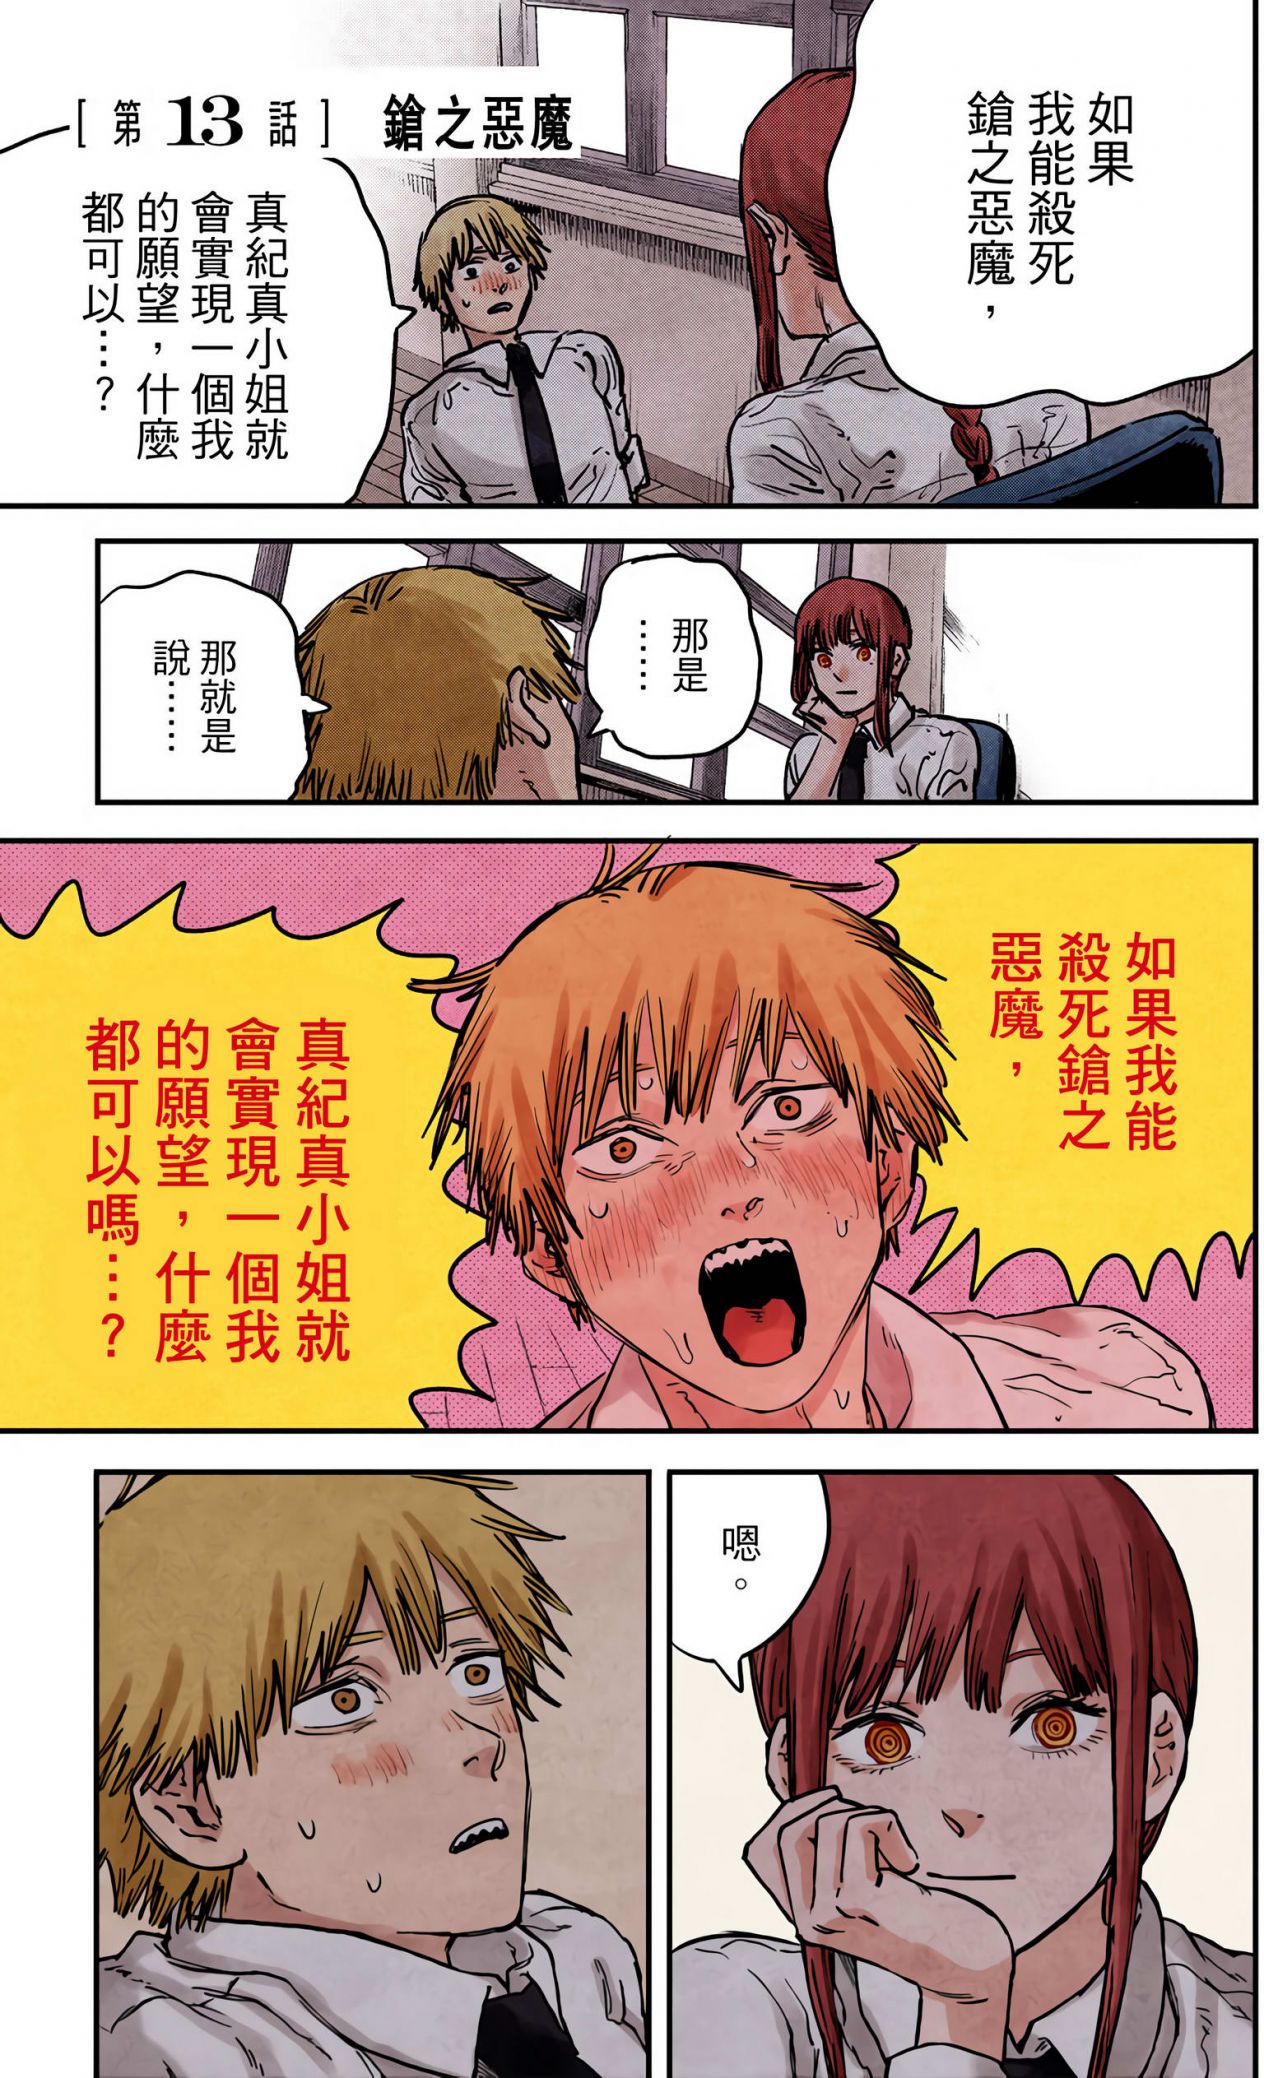 [ 第 13 話 ] 鎗之惡魔
如果
我能殺死
鎗之惡魔，
真紀真小姐就
會實現一個我
的願望，什麼
都可以…？
那是
……
那就是
說……
如果我能
殺死鎗之
惡魔，
真紀真小姐就
會實現一個我
的願望，什麼
都可以嗎…？
嗯。